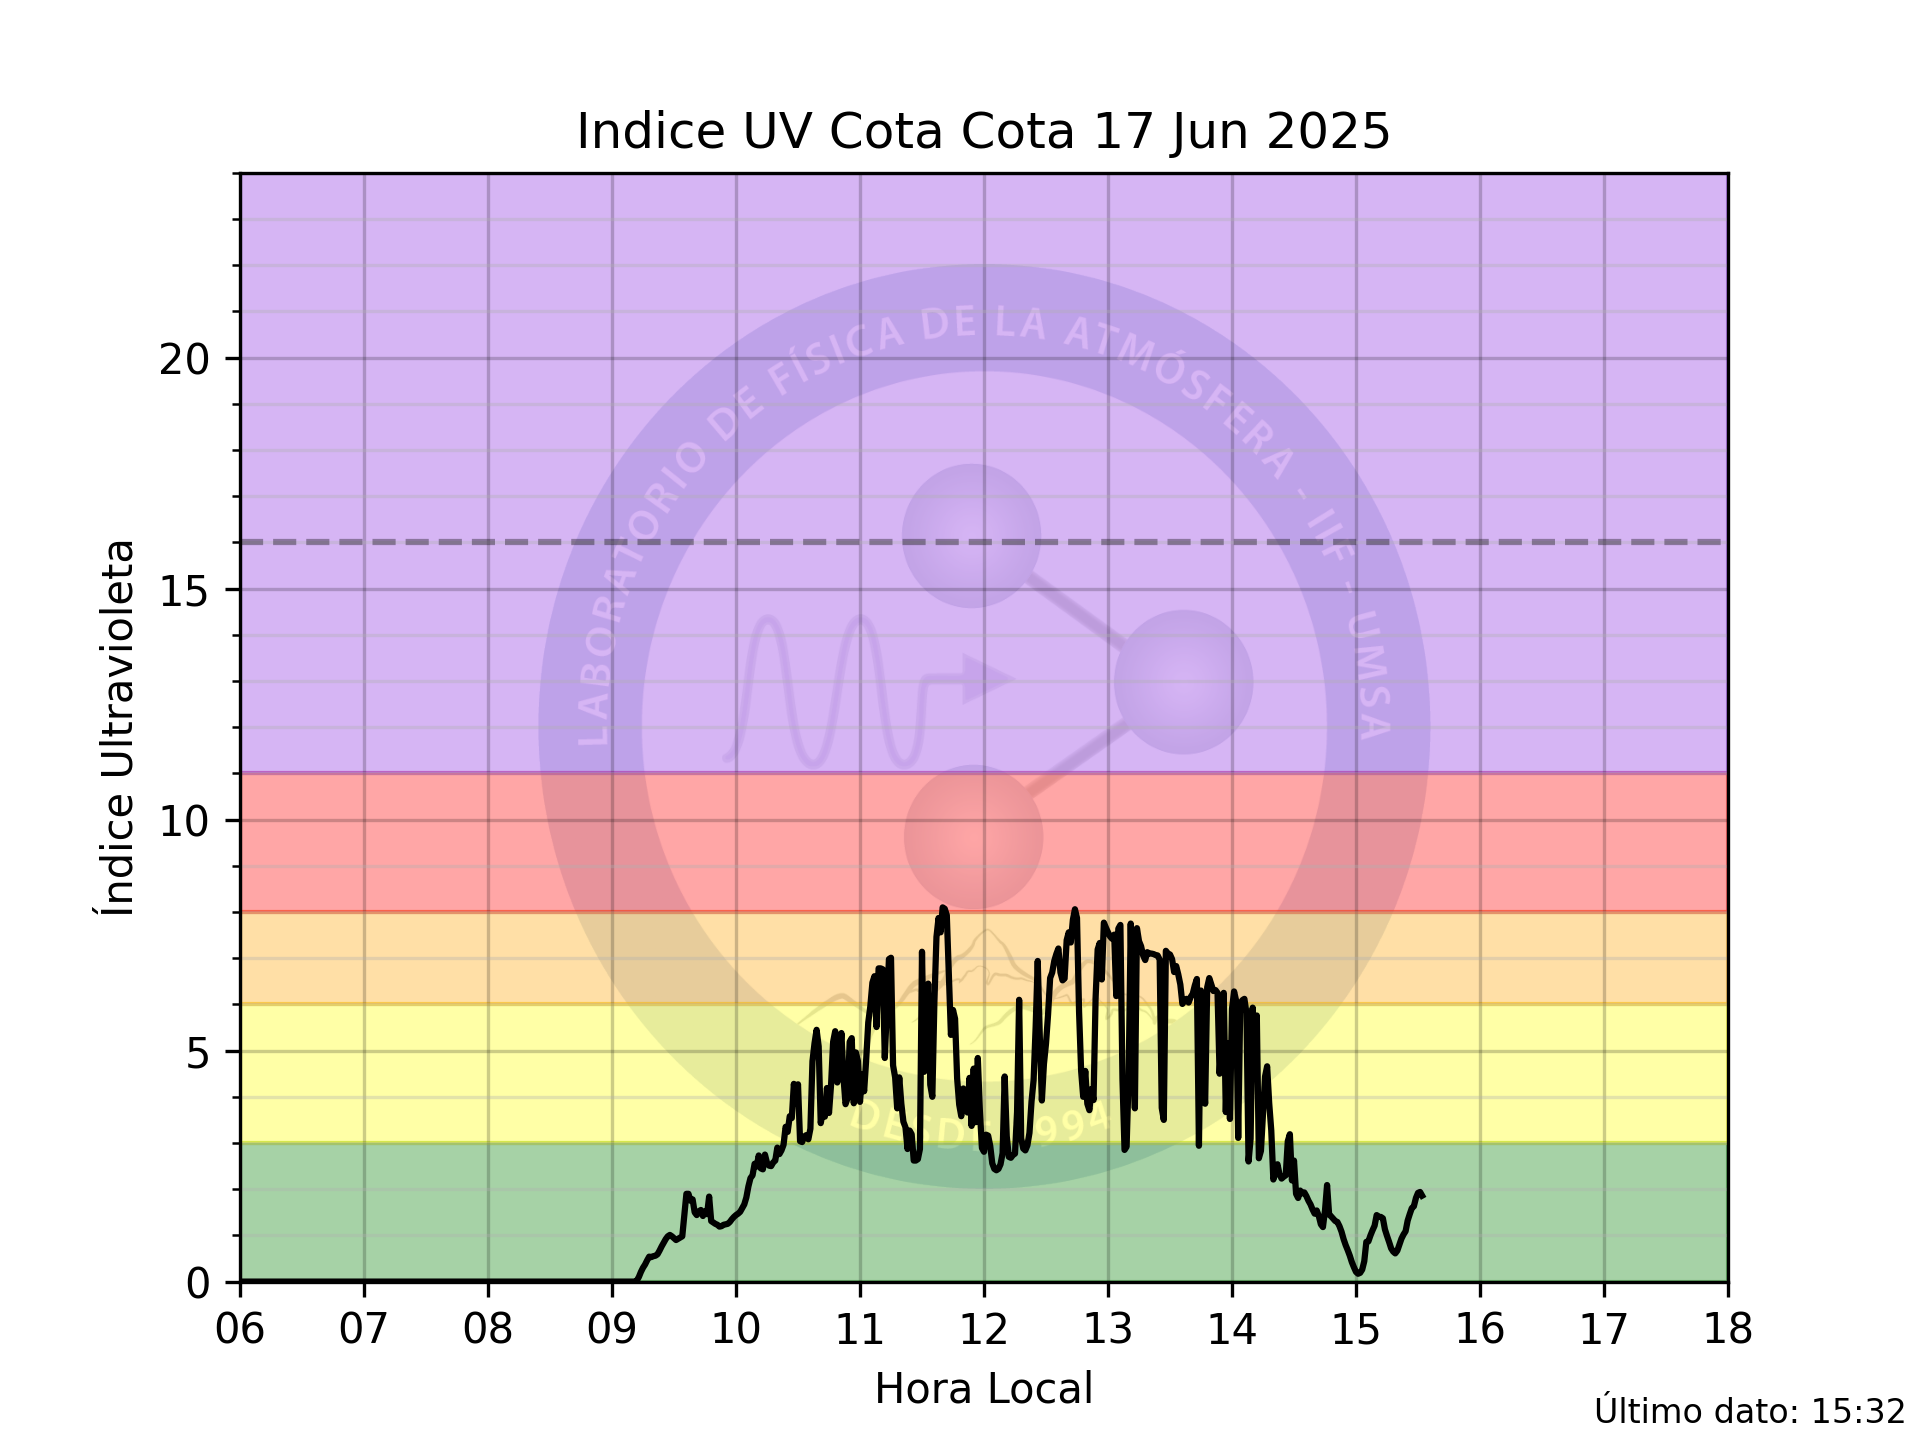 Indice UV Cota Cota 17 Jun 2025
LABORATORIO DE FÍSICA DE LA ATMÓSFERA - IIF - UMSA
20
15
10
5
0
Índice Ultravioleta
DESDE 1994
06 07 08 09 10 11 12 13 14 15 16 17 18
Hora Local
Último dato: 15:32